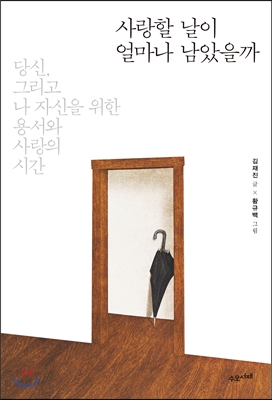 사랑할 날이
얼마나 남았을까
당신,
그리고
나 자신을 위한
용서와
사랑의
시간
김재진 글 × 황규백 그림
수오서재
yes24